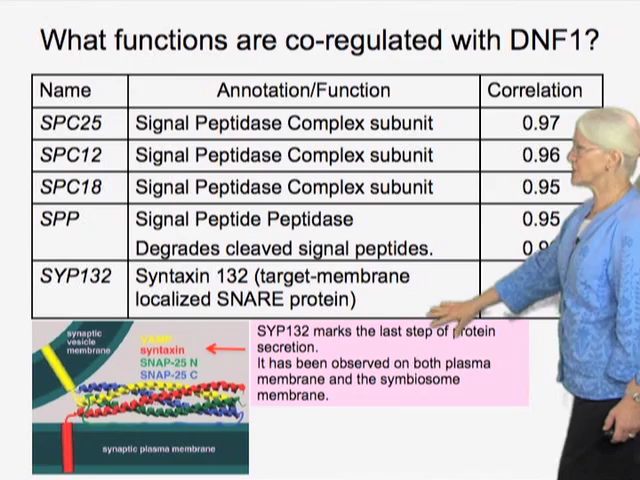 What functions are co-regulated with DNF1?
Name Annotation/Function Correlation
SPC25 Signal Peptidase Complex subunit 0.97
SPC12 Signal Peptidase Complex subunit 0.96
SPC18 Signal Peptidase Complex subunit 0.95
SPP Signal Peptide Peptidase 0.95
Degrades cleaved signal peptides.
SYP132 Syntaxin 132 (target-membrane
localized SNARE protein)
synaptic
vesicle
membrane
VAMP
syntaxin
SNAP-25 N
SNAP-25 C
synaptic plasma membrane
SYP132 marks the last step of protein
secretion.
It has been observed on both plasma
membrane and the symbiosome
membrane.